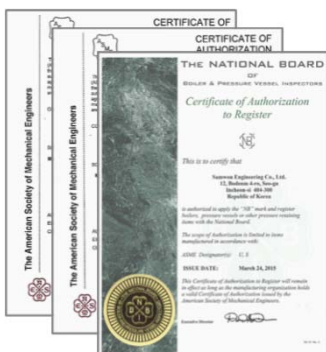 CERTIFICATE OF
The American Society of Mechanical Engineers
CERTIFICATE OF
AUTHORIZATION
The American Society of Mechanical Engineers
THE NATIONAL BOARD
OF
BOILER & PRESSURE VESSEL INSPECTORS
Certificate of Authorization
to Register
This is to certify that
Samwon Engineering Co., Ltd.
Republic of Korea
is authorized to apply the "NB" mark and register
boilers, pressure vessels or other pressure retaining
items with the National Board.
The scope of Authorization is limited to items
manufactured in accordance with:
ASME Designator(s): U, S
ISSUE DATE: March 24, 2015
This Certificate of Authorization to Register will remain
in effect as long as the manufacturing organization holds
a valid Certificate of Authorization issued by the
American Society of Mechanical Engineers.
Executive Director